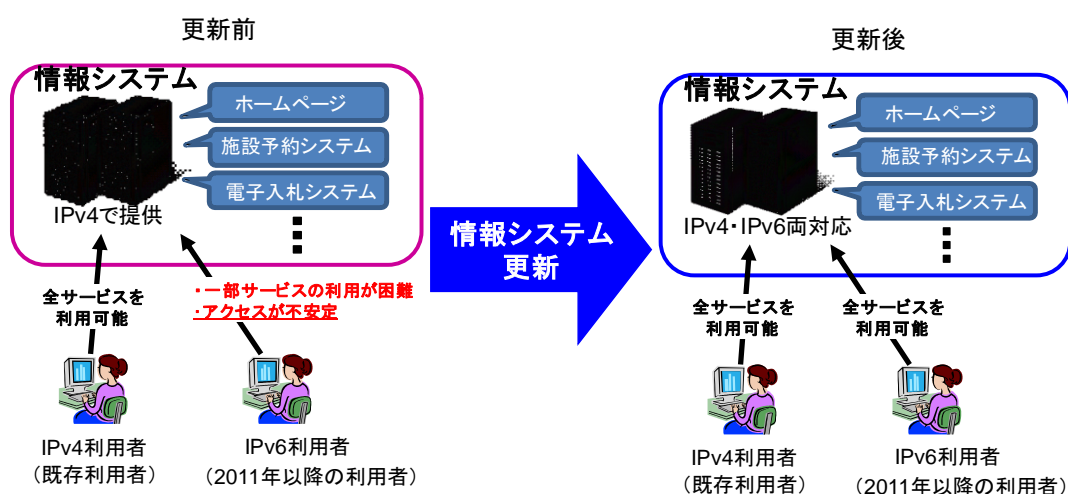 更新前
情報システム
ホームページ
施設予約システム
電子入札システム
IPv4で提供
全サービスを
利用可能
・一部サービスの利用が困難
・アクセスが不安定
IPv4利用者
（既存利用者）
IPv6利用者
（2011年以降の利用者）
情報システム
更新
更新後
情報システム
ホームページ
施設予約システム
電子入札システム
IPv4・IPv6両対応
全サービスを
利用可能
全サービスを
利用可能
IPv4利用者
（既存利用者）
IPv6利用者
（2011年以降の利用者）